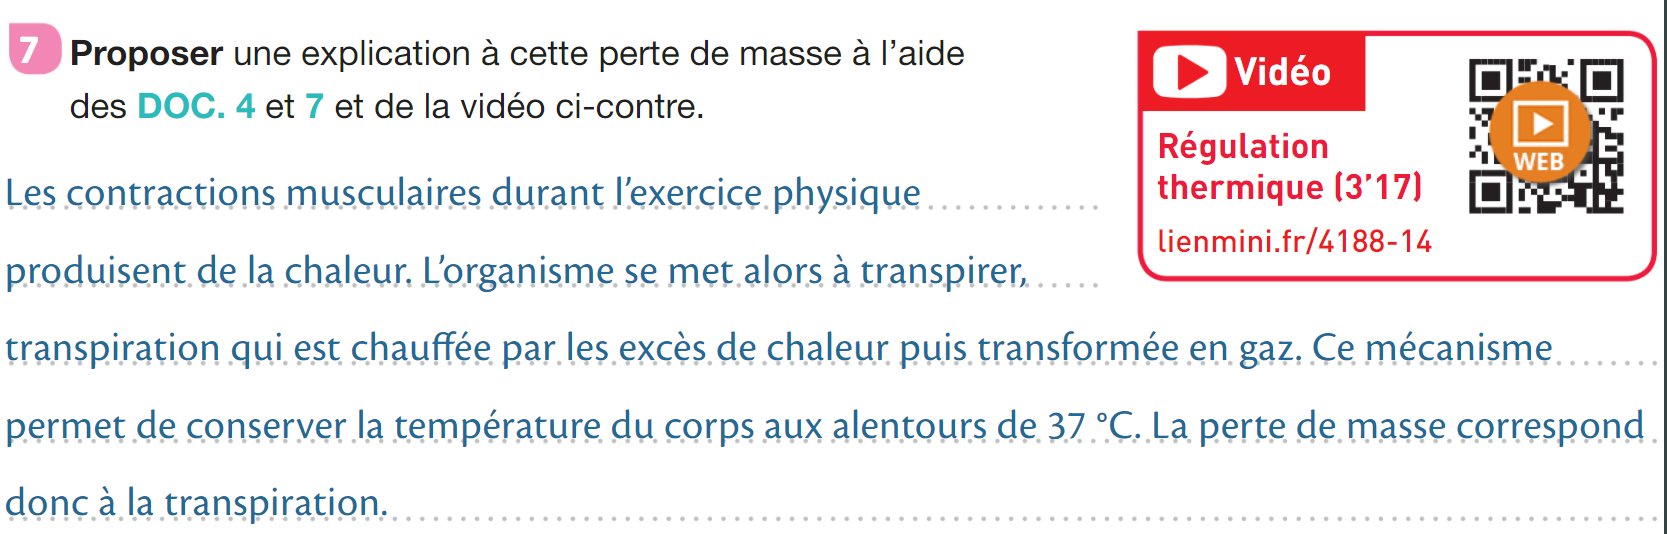 7 Proposer une explication à cette perte de masse à l'aide
des DOC. 4 et 7 et de la vidéo ci-contre.
Vidéo
Régulation
thermique (3'17)
lienmini.fr/4188-14
WEB
Les contractions musculaires durant l'exercice physique
produisent de la chaleur. L'organisme se met alors à transpirer,
transpiration qui est chauffée par les excès de chaleur puis transformée en gaz. Ce mécanisme
permet de conserver la température du corps aux alentours de 37 °C. La perte de masse correspond
donc à la transpiration.